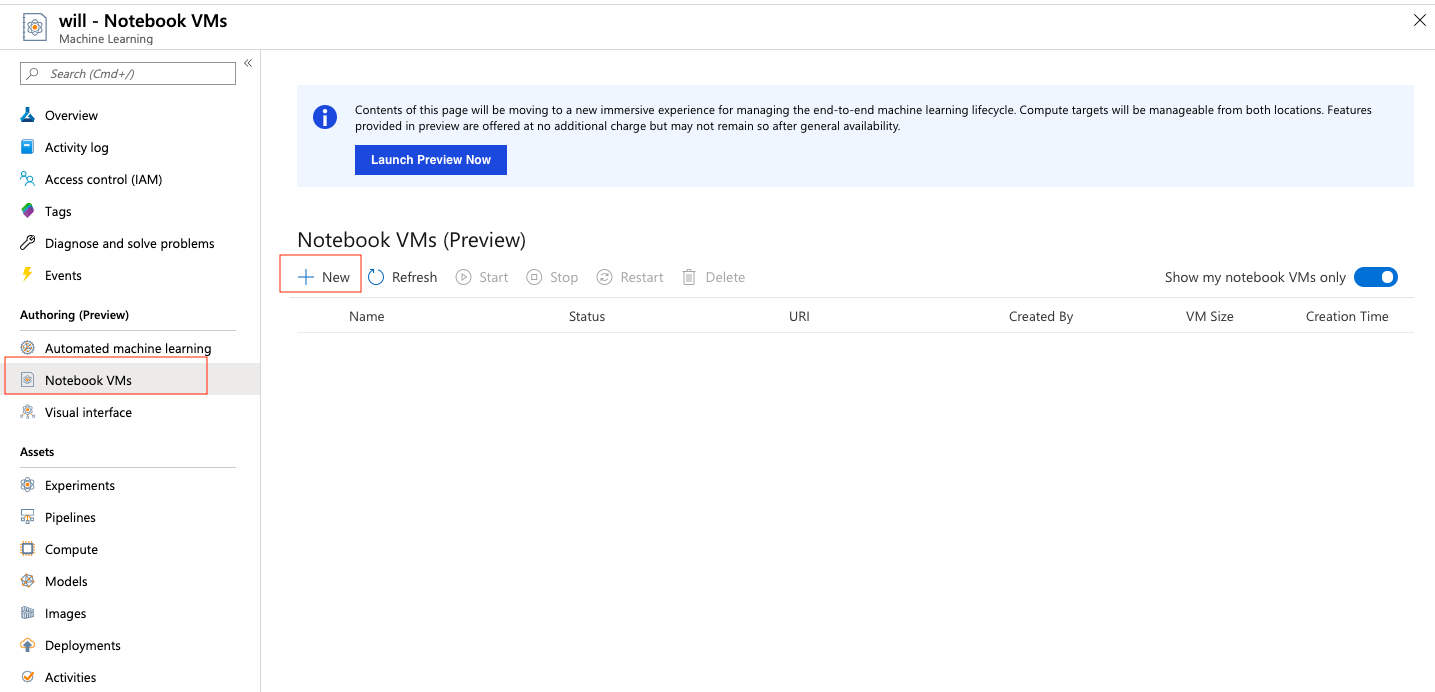 will - Notebook VMs
Machine Learning
Search (Cmd+/)
Overview
Activity log
Access control (IAM)
Tags
Diagnose and solve problems
Events
Authoring (Preview)
Automated machine learning
Notebook VMs
Visual interface
Assets
Experiments
Pipelines
Compute
Models
Images
Deployments
Activities
Contents of this page will be moving to a new immersive experience for managing the end-to-end machine learning lifecycle. Compute targets will be manageable from both locations. Features
provided in preview are offered at no additional charge but may not remain so after general availability.
Launch Preview Now
Notebook VMs (Preview)
New Refresh Start Stop Restart Delete Show my notebook VMs only
Name Status URI Created By VM Size Creation Time